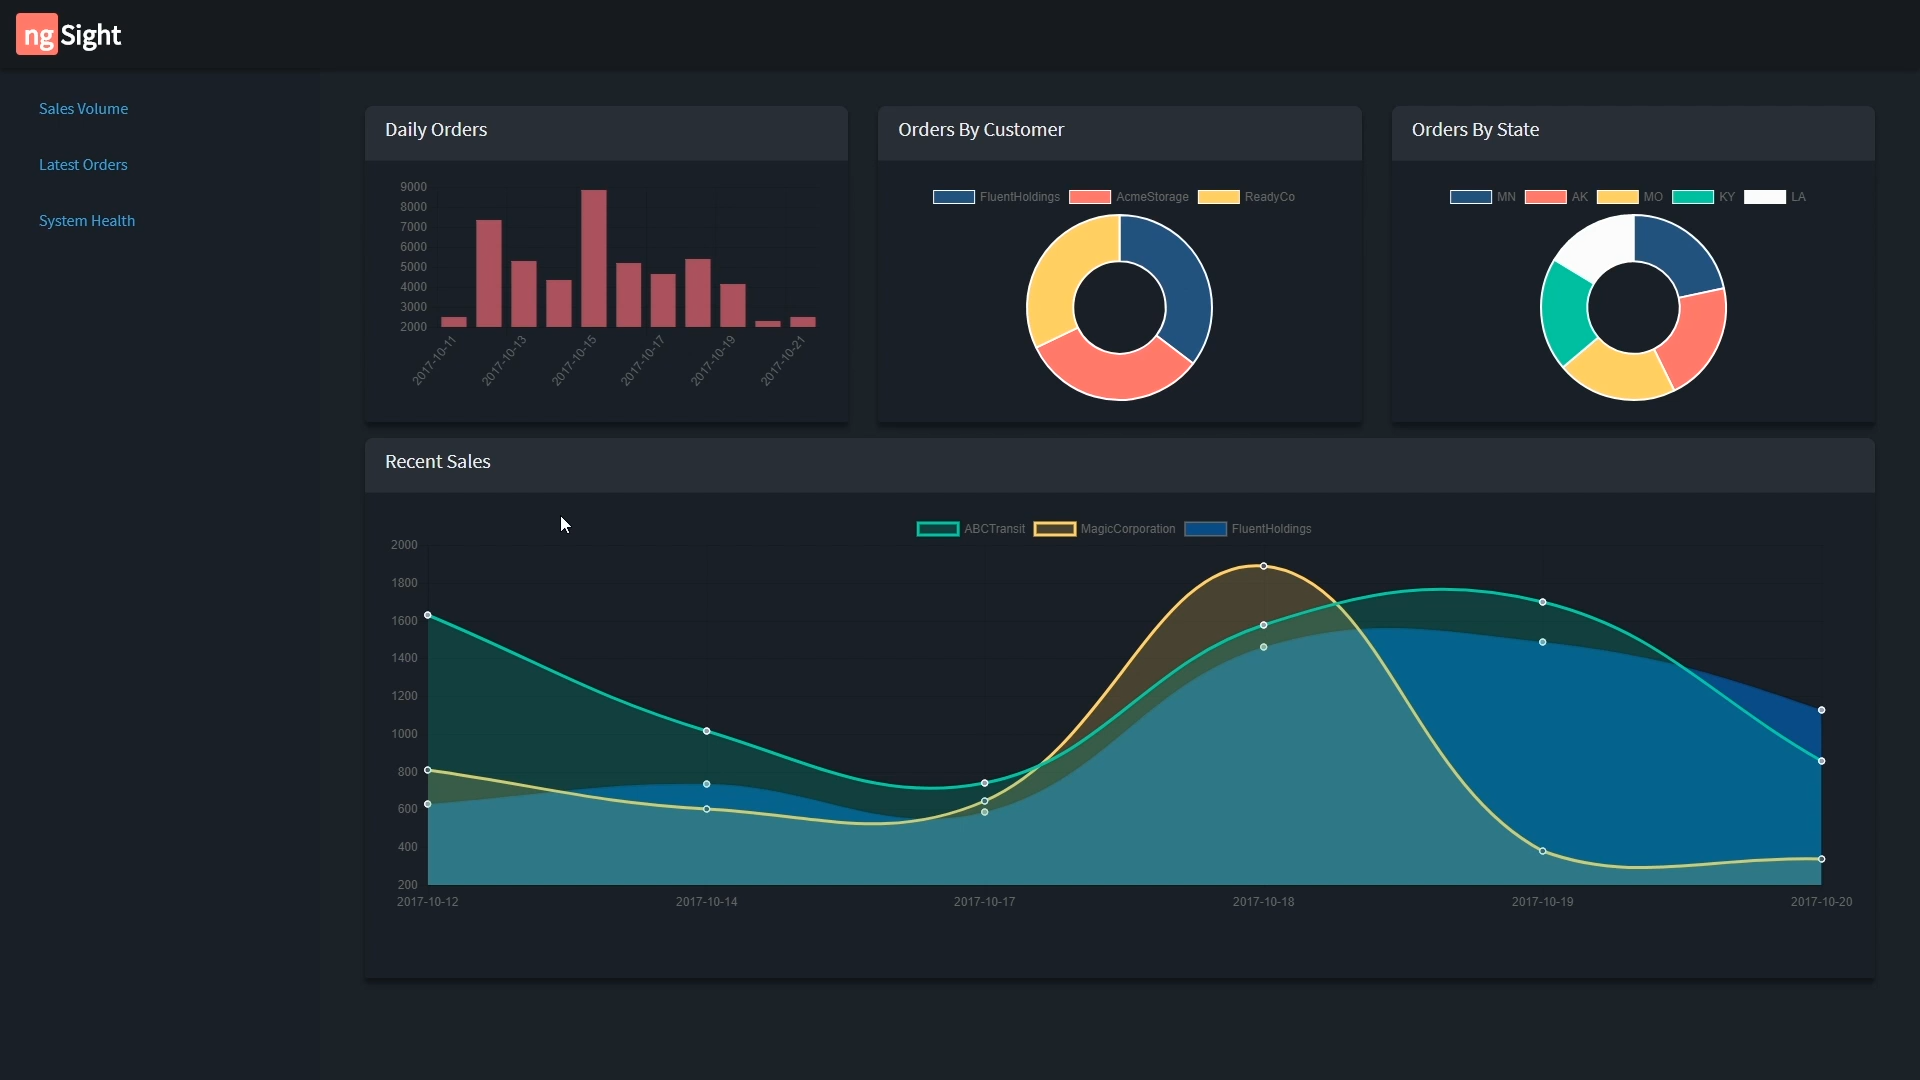 ng Sight
Sales Volume
Latest Orders
System Health
Daily Orders
9000
8000
7000
6000
5000
4000
3000
2000
2017-10-11
2017-10-13
2017-10-15
2017-10-17
2017-10-19
2017-10-21
Orders By Customer
FluentHoldings AcmeStorage ReadyCo
Orders By State
MN AK MO KY LA
Recent Sales
ABCTransit MagicCorporation FluentHoldings
2000
1800
1600
1400
1200
1000
800
600
400
200
2017-10-12 2017-10-14 2017-10-17 2017-10-18 2017-10-19 2017-10-20